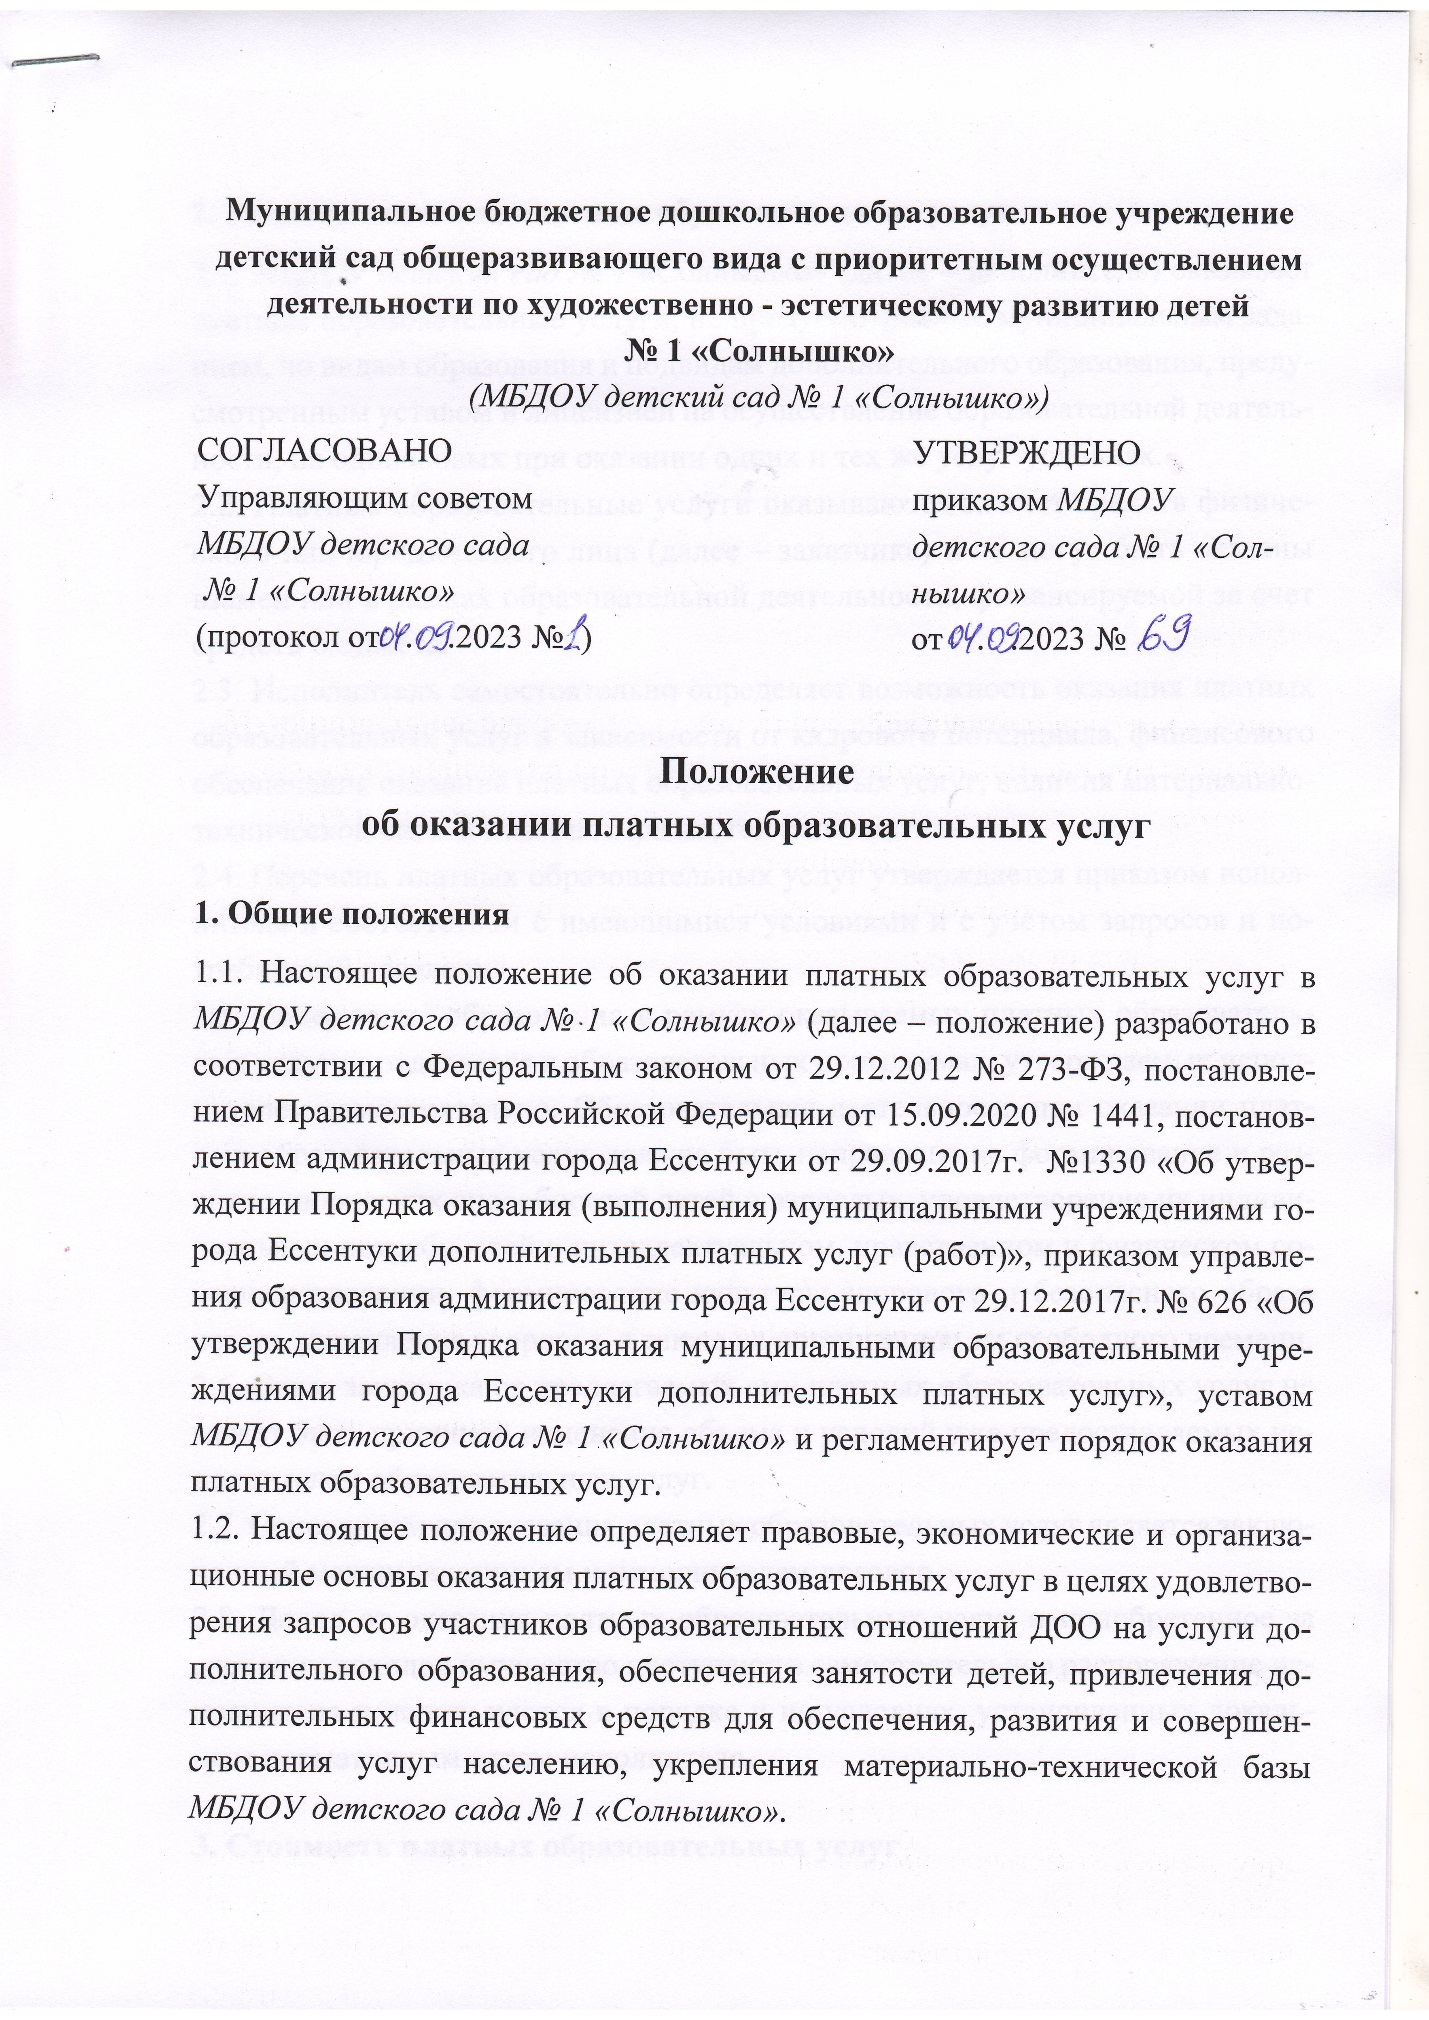 Муниципальное бюджетное дошкольное образовательное учреждение
детский сад общеразвивающего вида с приоритетным осуществлением
деятельности по художественно - эстетическому развитию детей
№ 1 «Солнышко»
(МБДОУ детский сад № 1 «Солнышко»)
СОГЛАСОВАНО
Управляющим советом
МБДОУ детского сада
№ 1 «Солнышко»
(протокол от 04.09.2023 № 1)
УТВЕРЖДЕНО
приказом МБДОУ
детского сада № 1 «Сол-
нышко»
от 04.09.2023 № 69
Положение
об оказании платных образовательных услуг
1. Общие положения
1.1. Настоящее положение об оказании платных образовательных услуг в
МБДОУ детского сада № 1 «Солнышко» (далее – положение) разработано в
соответствии с Федеральным законом от 29.12.2012 № 273-ФЗ, постановле-
нием Правительства Российской Федерации от 15.09.2020 № 1441, постанов-
лением администрации города Ессентуки от 29.09.2017г. №1330 «Об утвер-
ждении Порядка оказания (выполнения) муниципальными учреждениями го-
рода Ессентуки дополнительных платных услуг (работ)», приказом управле-
ния образования администрации города Ессентуки от 29.12.2017г. № 626 «Об
утверждении Порядка оказания муниципальными образовательными учре-
ждениями города Ессентуки дополнительных платных услуг», уставом
МБДОУ детского сада № 1 «Солнышко» и регламентирует порядок оказания
платных образовательных услуг.
1.2. Настоящее положение определяет правовые, экономические и организа-
ционные основы оказания платных образовательных услуг в целях удовлетво-
рения запросов участников образовательных отношений ДОО на услуги до-
полнительного образования, обеспечения занятости детей, привлечения до-
полнительных финансовых средств для обеспечения, развития и совершен-
ствования услуг населению, укрепления материально-технической базы
МБДОУ детского сада № 1 «Солнышко».